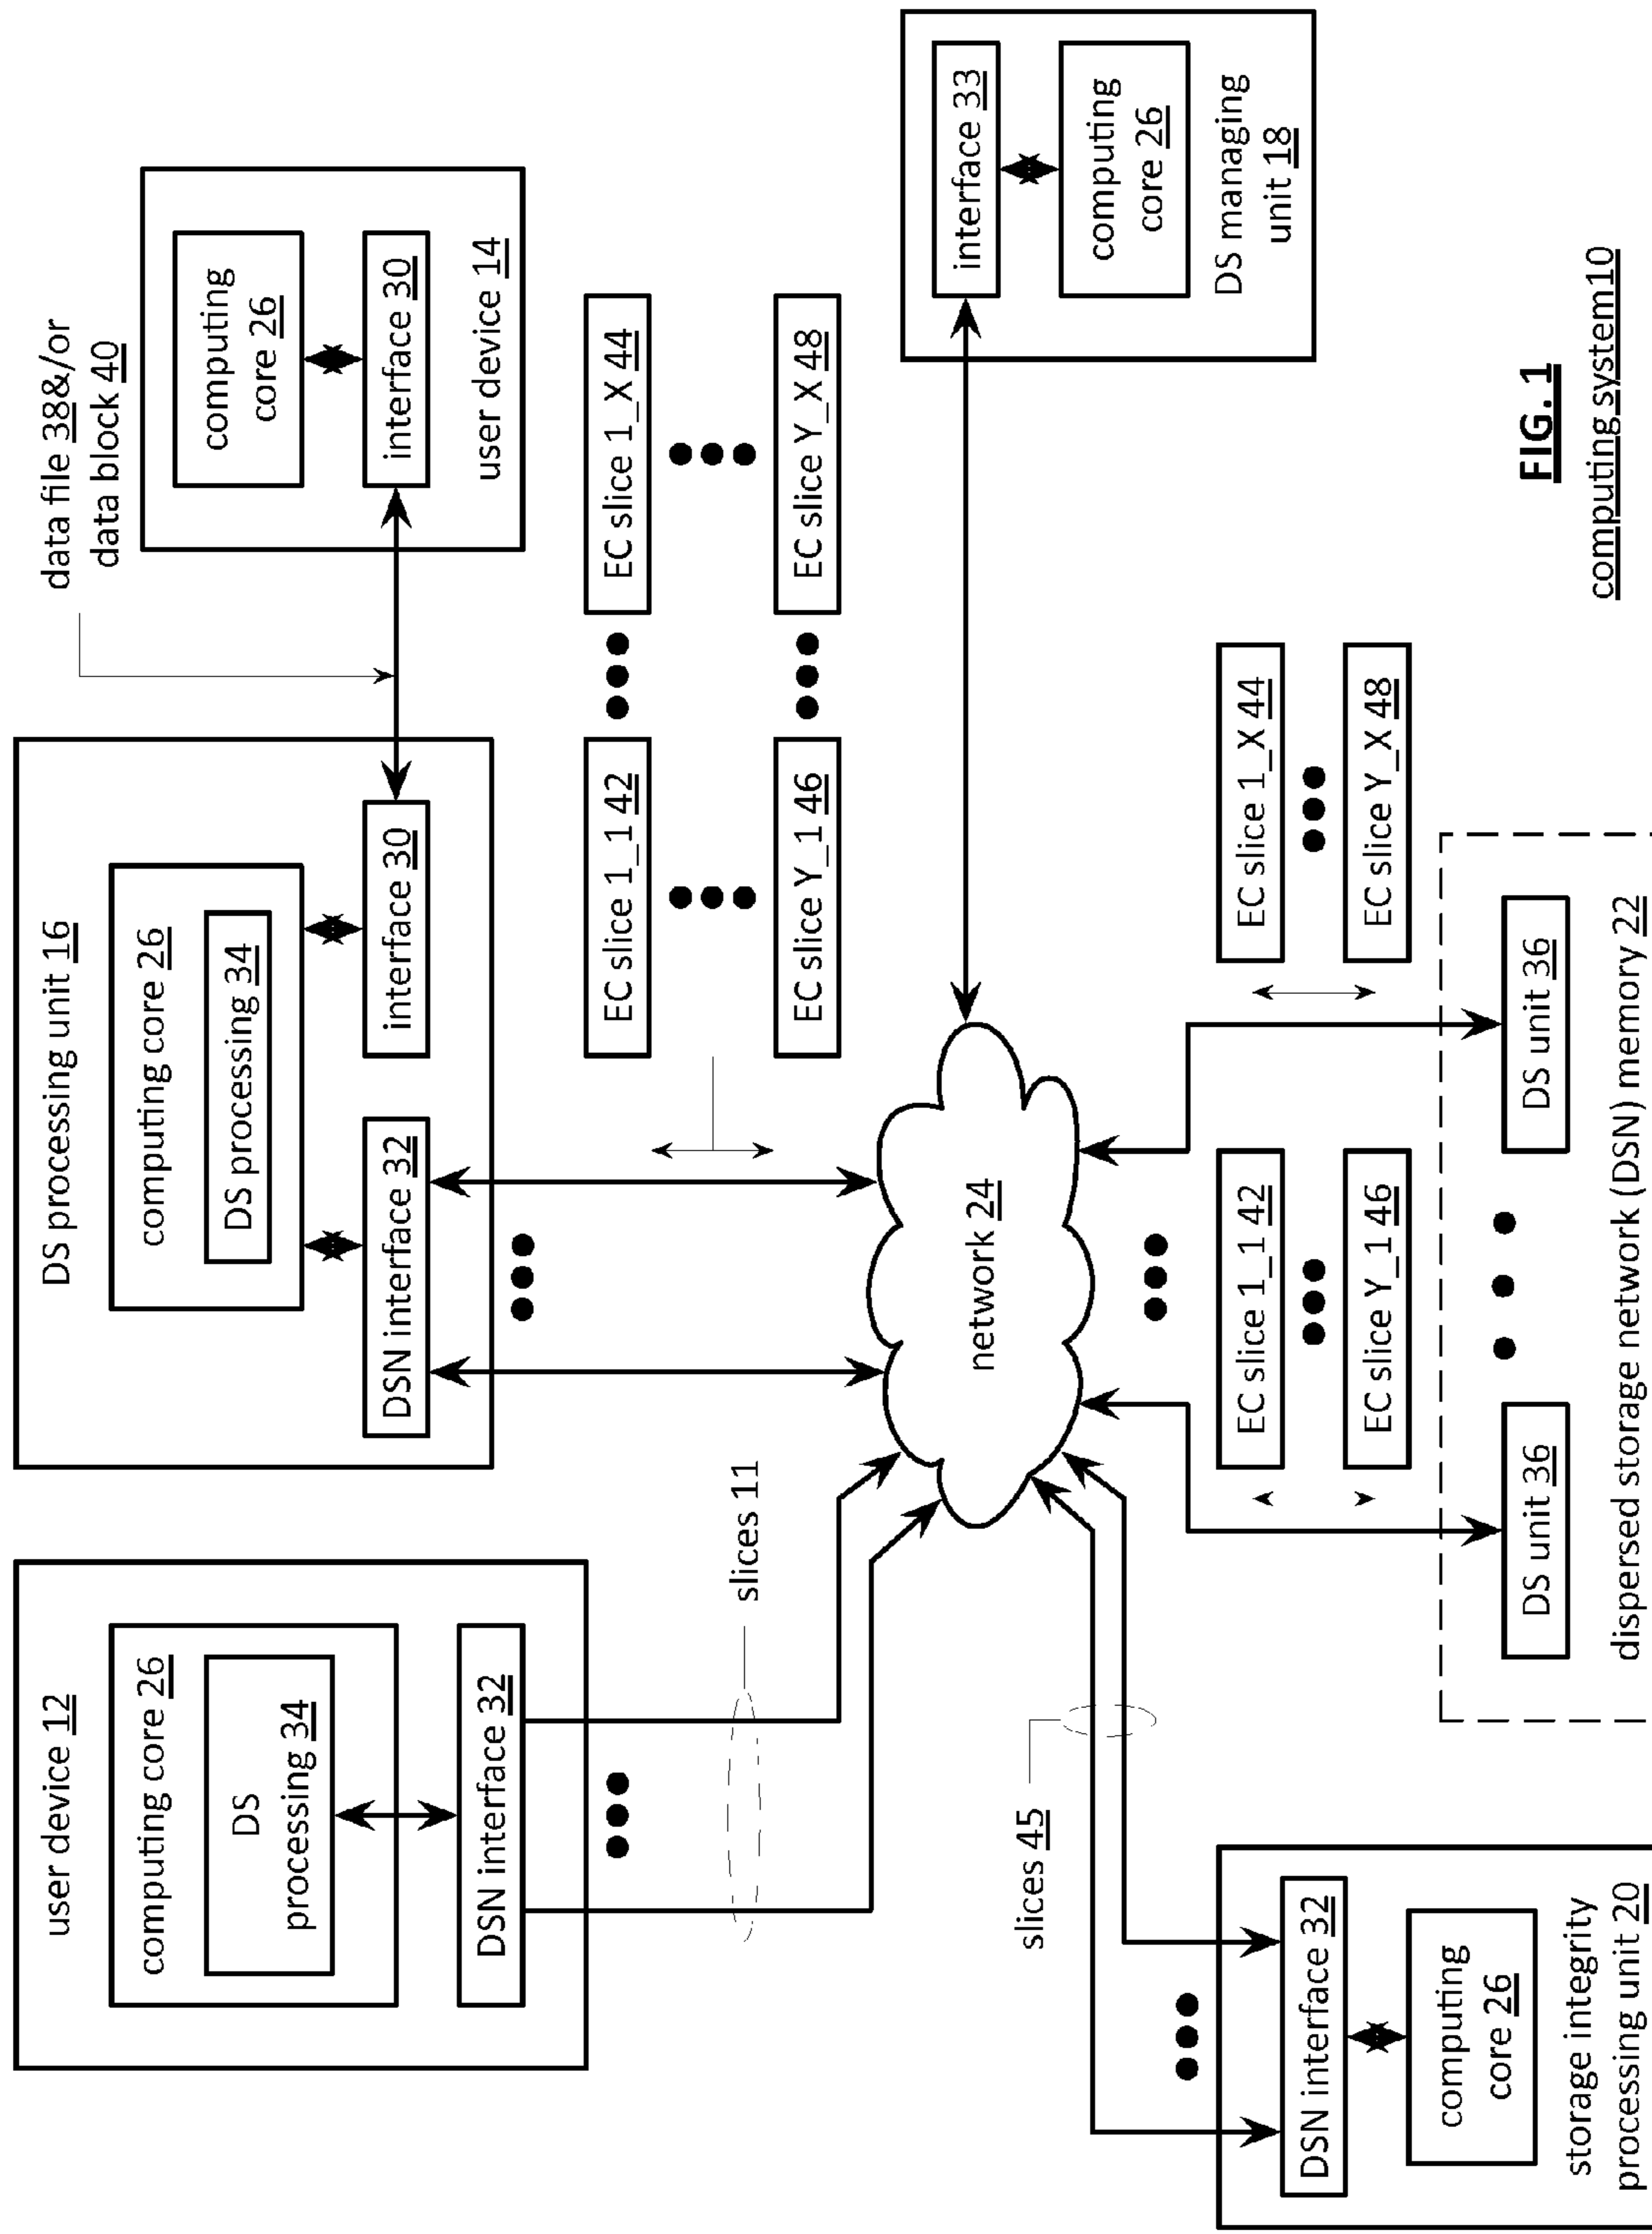 user device 12
computing core 26
DS
processing 34
DSN interface 32
slices 11
DS processing unit 16
computing core 26
DS processing 34
DSN interface 32
interface 30
data file 38&/or
data block 40
computing
core 26
interface 30
user device 14
EC slice 1_1 42
EC slice 1_X 44
EC slice Y_1 46
EC slice Y_X 48
network 24
interface 33
computing
core 26
DS managing
unit 18
slices 45
DSN interface 32
computing
core 26
storage integrity
processing unit 20
EC slice 1_1 42
EC slice Y_1 46
EC slice 1_X 44
EC slice Y_X 48
DS unit 36
DS unit 36
dispersed storage network (DSN) memory 22
FIG. 1
computing system10